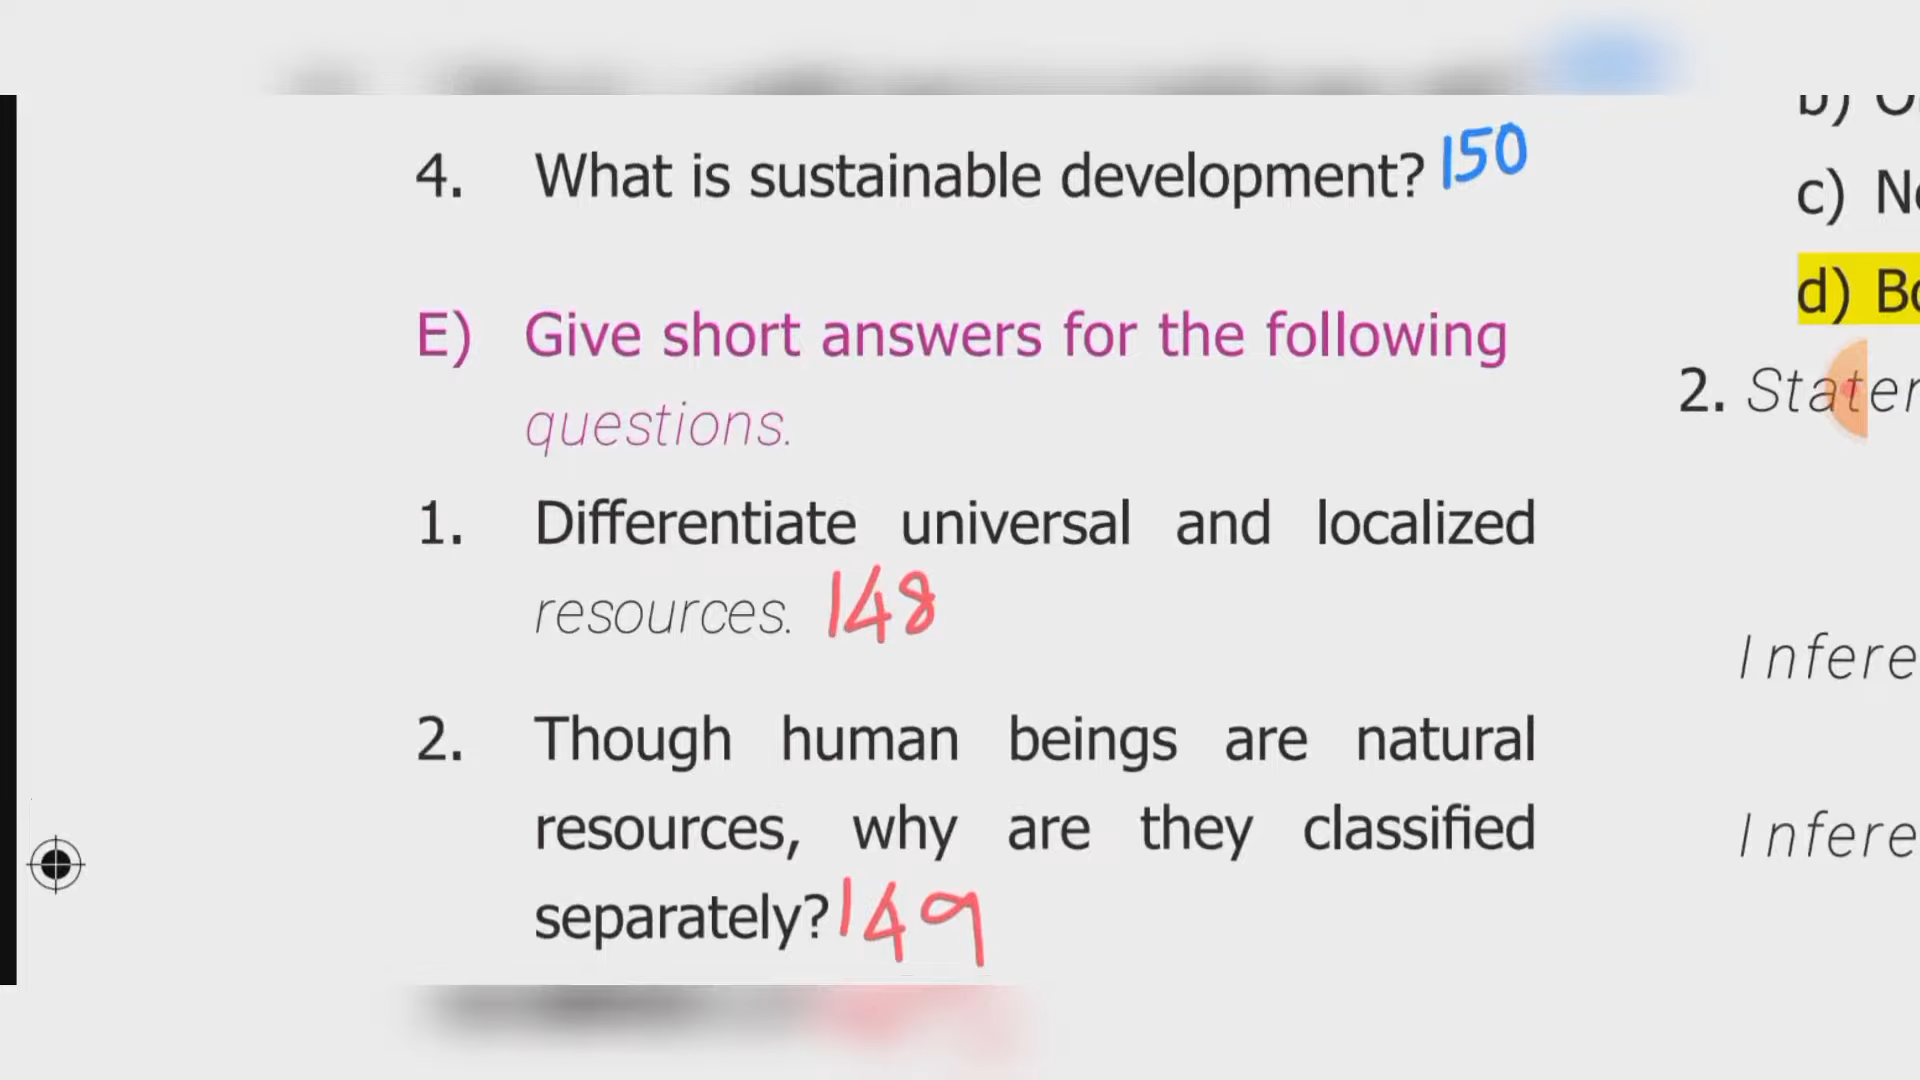 4. What is sustainable development? 150
E) Give short answers for the following
questions.
1. Differentiate universal and localized
resources. 148
2. Though human beings are natural
resources, why are they classified
separately? 149
b)
c)
d)
2.